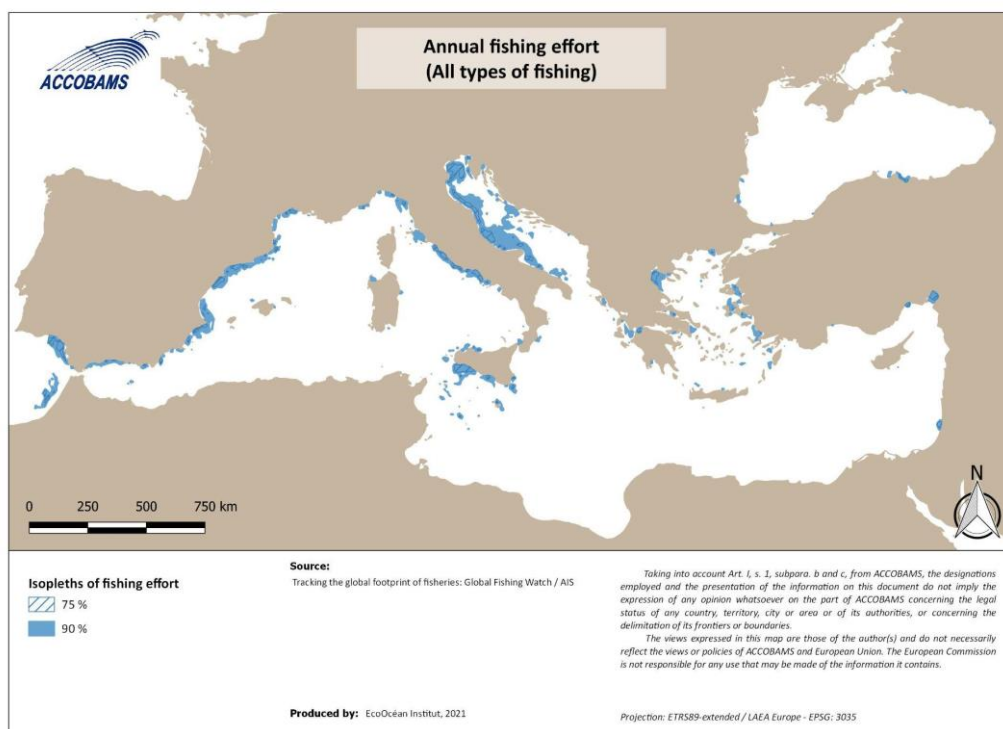 ACCOBAMS
Annual fishing effort
(All types of fishing)
N
0 250 500 750 km
Isopleths of fishing effort
75 %
90 %
Source:
Tracking the global footprint of fisheries: Global Fishing Watch / AIS
Produced by: EcoOcéan Institut, 2021
Taking into account Art. I, s. 1, subpara. b and c, from ACCOBAMS, the designations
employed and the presentation of the information on this document do not imply the
expression of any opinion whatsoever on the part of ACCOBAMS concerning the legal
status of any country, territory, city or area or of its authorities, or concerning the
delimitation of its frontiers or boundaries.
The views expressed in this map are those of the author(s) and do not necessarily
reflect the views or policies of ACCOBAMS and European Union. The European Commission
is not responsible for any use that may be made of the information it contains.
Projection: ETRS89-extended / LAEA Europe - EPSG: 3035